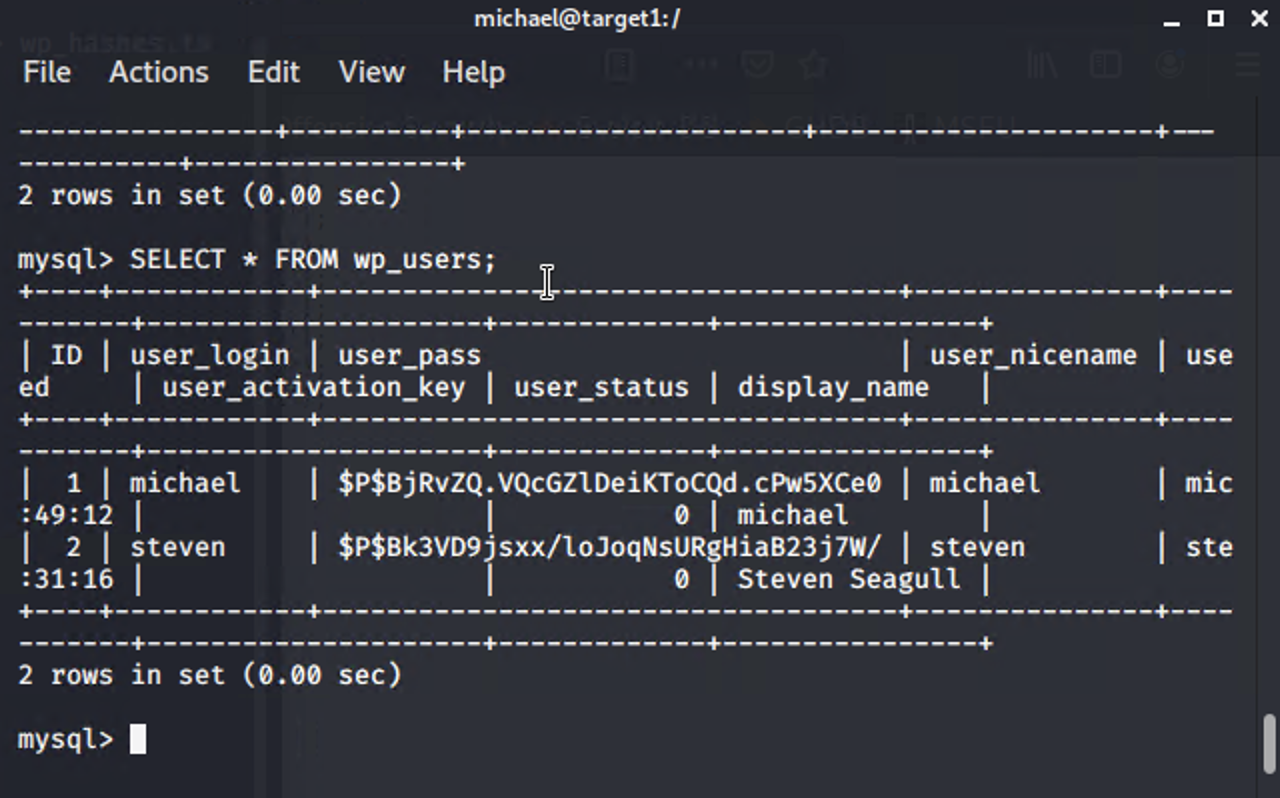 michael@target1:/
wp_hashes.tx
File Actions Edit View Help
----------------+----------+---------------------+---------------------+---
----------+----------------+
2 rows in set (0.00 sec)
mysql> SELECT * FROM wp_users;
+----+------------+------------------------------------+---------------+----
-------+---------------------+-------------+----------------+
| ID | user_login | user_pass                          | user_nicename | use
ed     | user_activation_key | user_status | display_name   |
+----+------------+------------------------------------+---------------+----
-------+---------------------+-------------+----------------+
|  1 | michael    | $P$BjRvZQ.VQcGZlDeiKToCQd.cPw5XCe0 | michael       | mic
:49:12 |                     |           0 | michael        |
|  2 | steven     | $P$Bk3VD9jsxx/loJoqNsURgHiaB23j7W/ | steven        | ste
:31:16 |                     |           0 | Steven Seagull |
+----+------------+------------------------------------+---------------+----
-------+---------------------+-------------+----------------+
2 rows in set (0.00 sec)
mysql>